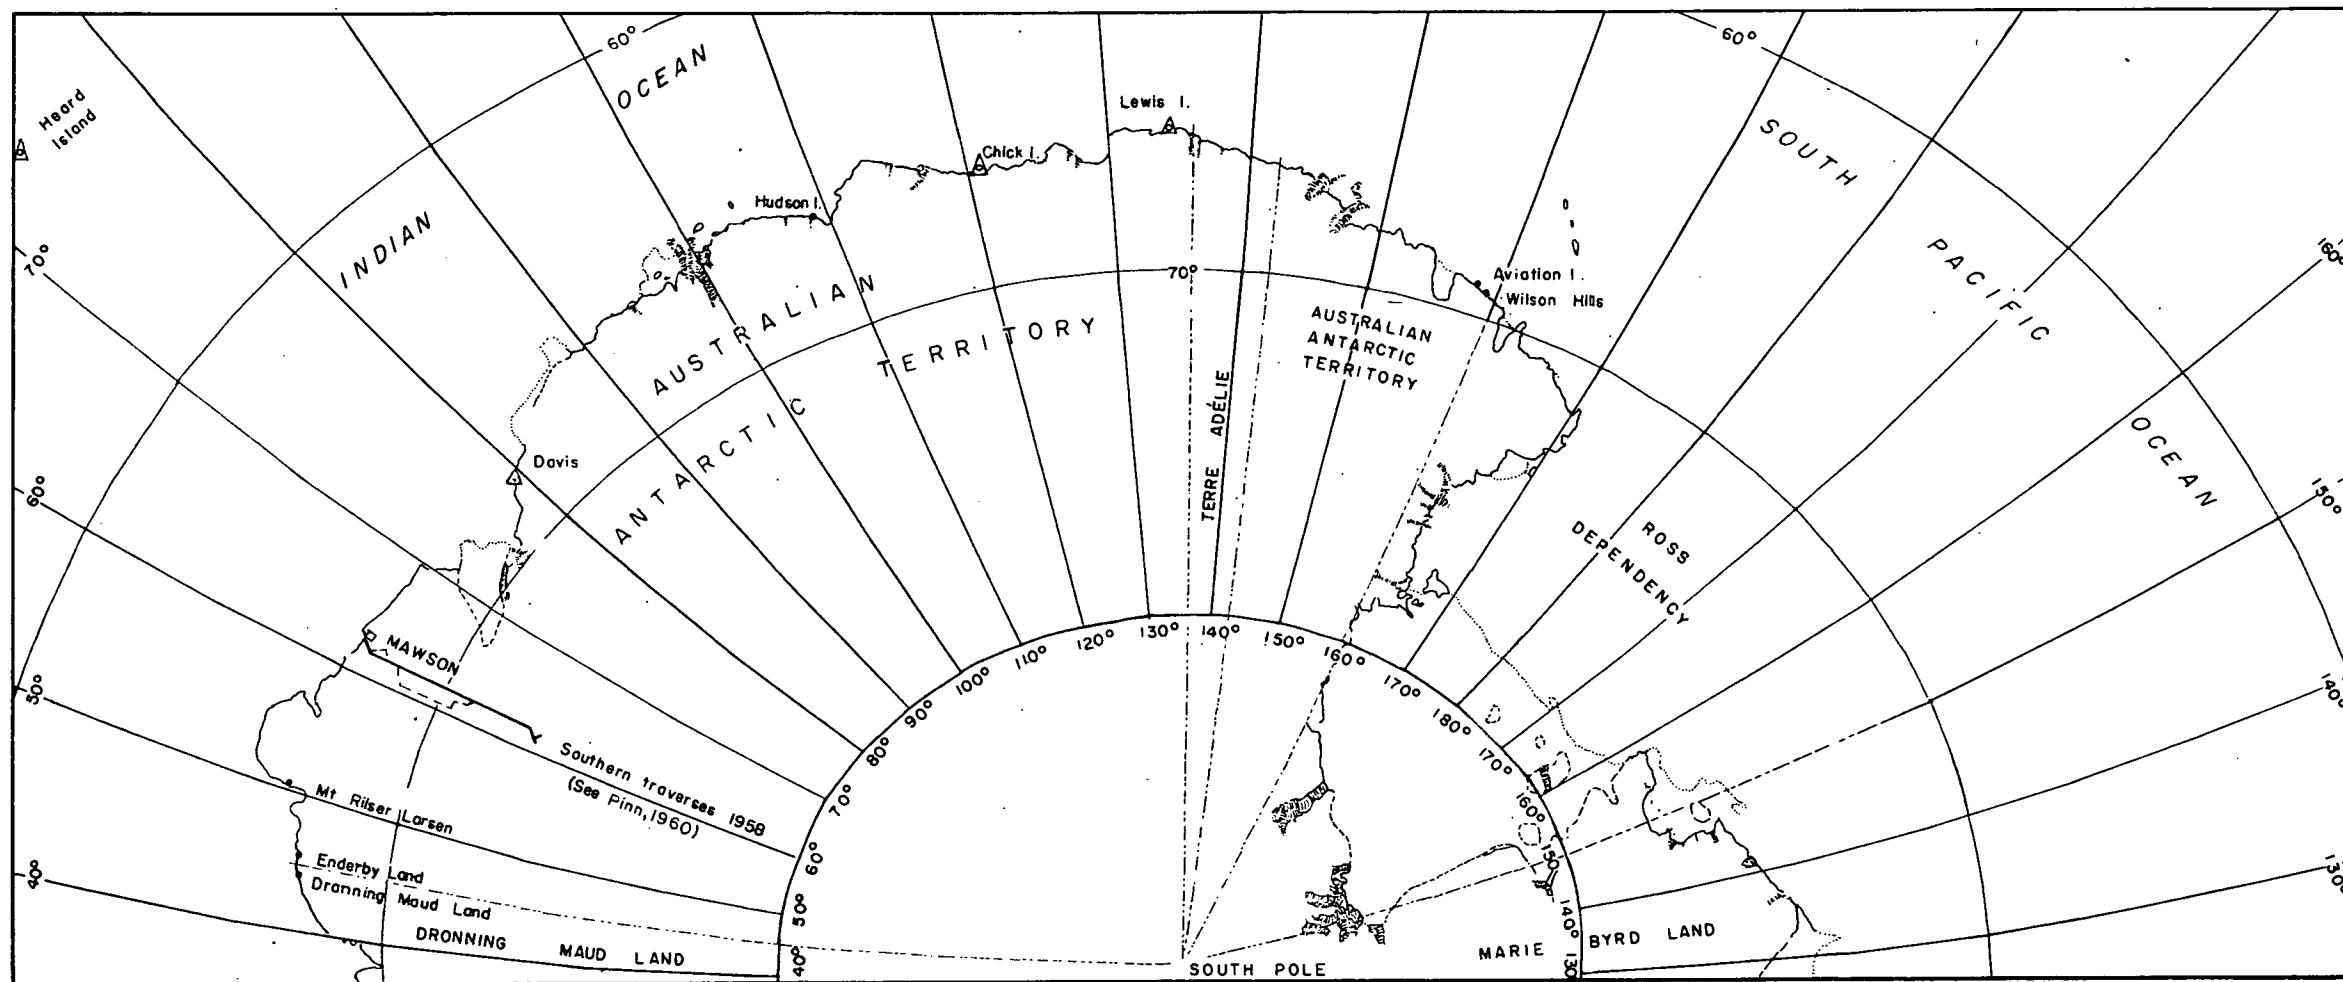 60°
60°
OCEAN
Heard
Island
Lewis I.
SOUTH
Chick I.
Hudson I.
INDIAN
PACIFIC
160°
70°
70°
Aviation I.
Wilson Hills
AUSTRALIAN
ANTARCTIC
TERRITORY
AUSTRALIAN
ANTARCTIC
TERRITORY
TERRE ADÉLIE
OCEAN
Davis
60°
150°
ROSS
DEPENDENCY
MAWSON
50°
140°
Southern traverses 1958
(See Pinn, 1960)
Mt Riiser Larsen
Enderby Land
Dronning Maud Land
40°
130°
DRONNING MAUD LAND
40°
50°
60°
70°
80°
90°
100°
110°
120°
130°
140°
150°
160°
170°
180°
170°
160°
150
140°
130
MARIE BYRD LAND
SOUTH POLE